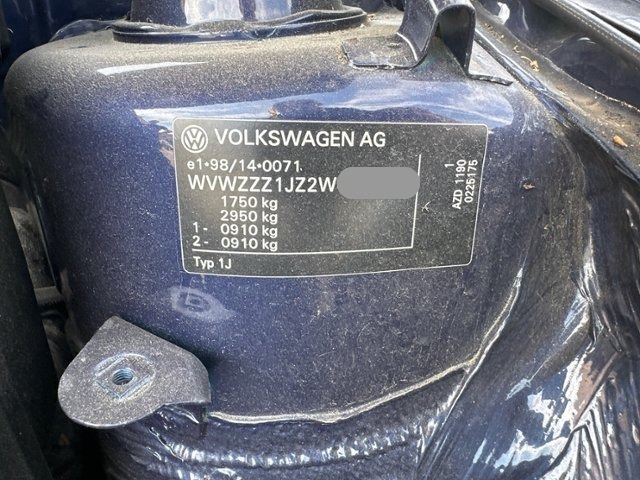 VOLKSWAGEN AG
e1*98/14*0071
WVWZZZ1JZ2W
1750 kg
2950 kg
1- 0910 kg
2- 0910 kg
Typ 1J
AZD 1190 1
0225175